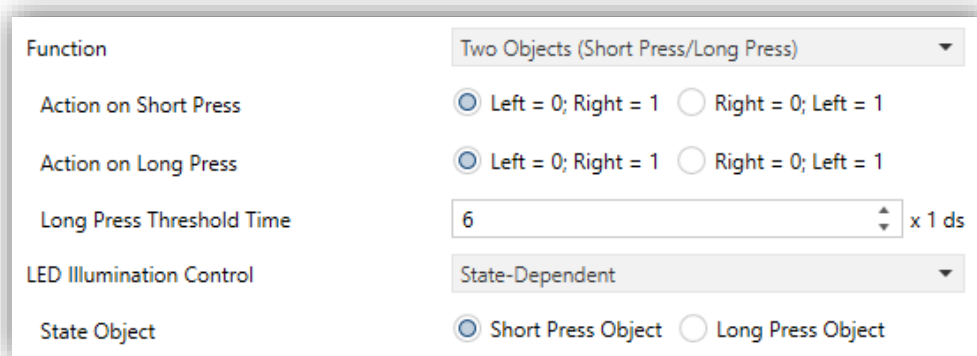 Function Two Objects (Short Press/Long Press)
Action on Short Press Left = 0; Right = 1 Right = 0; Left = 1
Action on Long Press Left = 0; Right = 1 Right = 0; Left = 1
Long Press Threshold Time 6 x 1 ds
LED Illumination Control State-Dependent
State Object Short Press Object Long Press Object